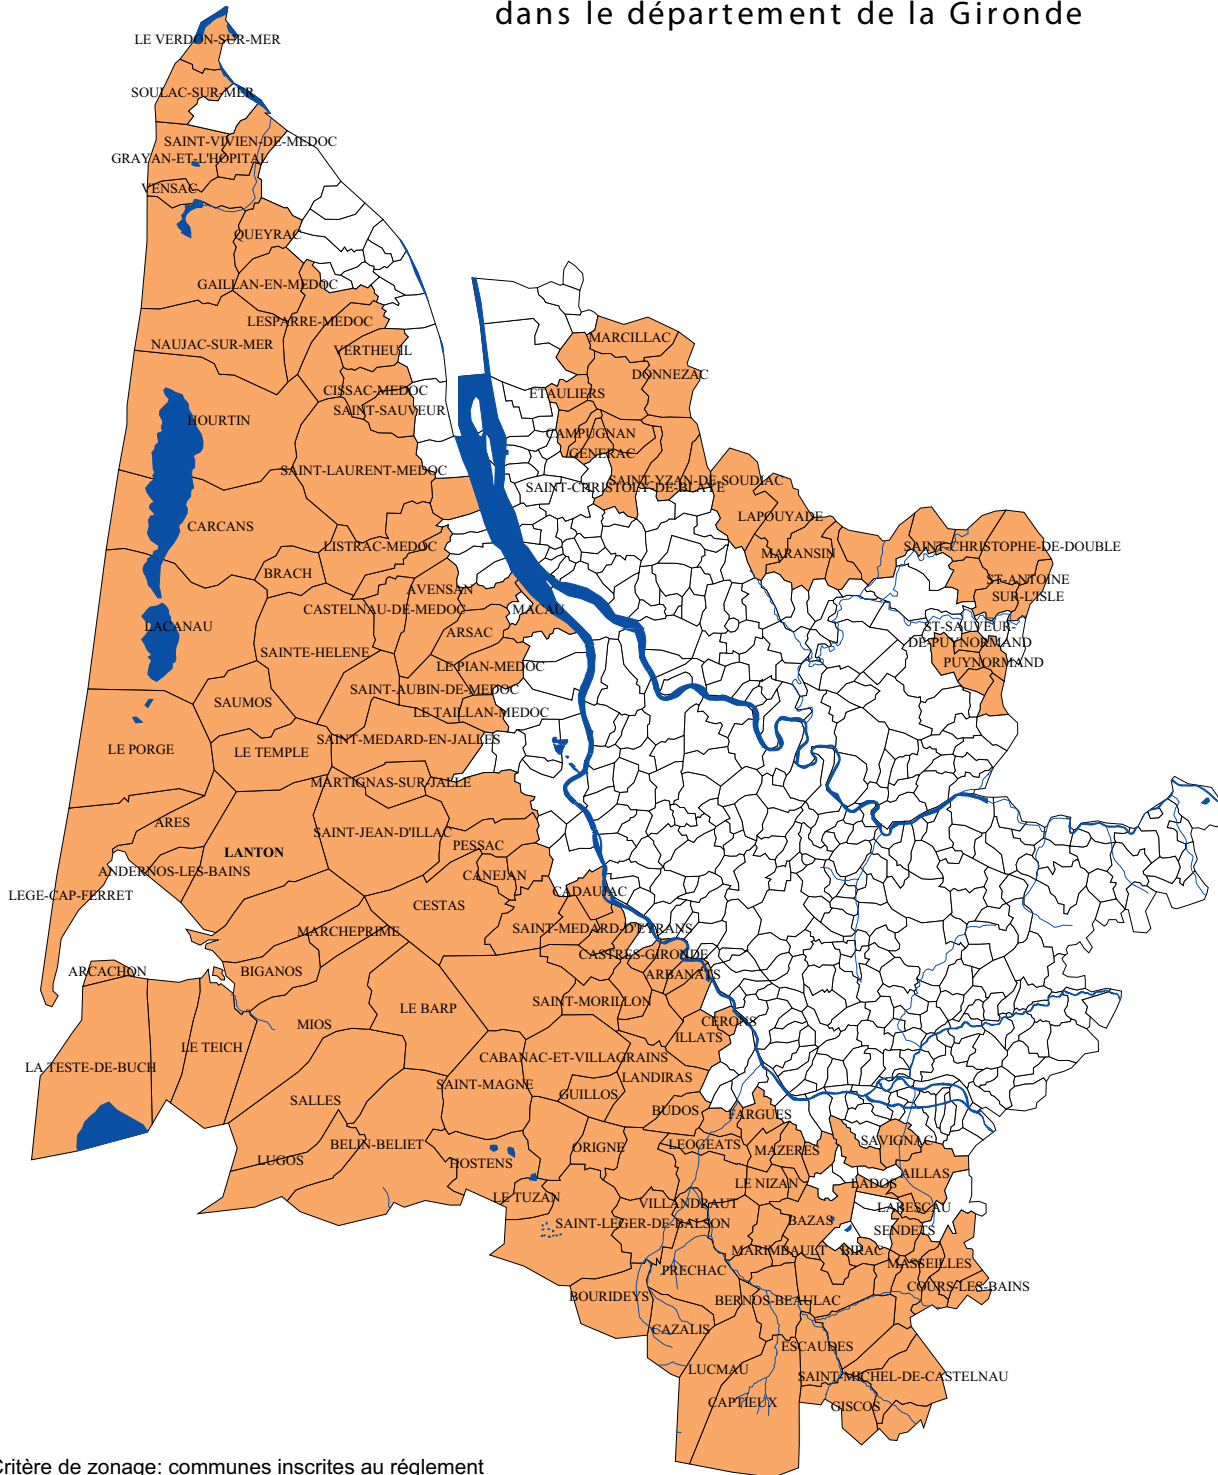 dans le département de la Gironde
LE VERDON-SUR-MER
SOULAC-SUR-MER
SAINT-VIVIEN-DE-MEDOC
GRAYAN-ET-L'HOPITAL
VENSAC
QUEYRAC
GAILLAN-EN-MEDOC
LESPARRE-MEDOC
MARCILLAC
NAUJAC-SUR-MER
VERTHEUIL
DONNEZAC
CISSAC-MEDOC
ETAULIERS
SAINT-SAUVEUR
HOURTIN
CAMPUGNAN
GENERAC
SAINT-LAURENT-MEDOC
SAINT-YZAN-DE-SOUDIAC
SAINT-CHRISTOLY-DE-BLAYE
LAPOUYADE
CARCANS
LISTRAC-MEDOC
SAINT-CHRISTOPHE-DE-DOUBLE
MARANSIN
BRACH
ST-ANTOINE
SUR-L'ISLE
AVENSAN
CASTELNAU-DE-MEDOC
MACAU
LACANAU
ARSAC
ST-SAUVEUR-
DE-PUYNORMAND
SAINTE-HELENE
LE PIAN-MEDOC
PUYNORMAND
SAINT-AUBIN-DE-MEDOC
SAUMOS
LE TAILLAN-MEDOC
SAINT-MEDARD-EN-JALLES
LE PORGE
LE TEMPLE
MARTIGNAS-SUR-JALLE
ARES
SAINT-JEAN-D'ILLAC
LANTON
PESSAC
ANDERNOS-LES-BAINS
CANEJAN
LEGE-CAP-FERRET
CADAUJAC
CESTAS
MARCHEPRIME
SAINT-MEDARD-D'EYRANS
CASTRES-GIRONDE
ARCACHON
BIGANOS
ARBANATS
SAINT-MORILLON
LE BARP
MIOS
CERONS
ILLATS
LE TEICH
CABANAC-ET-VILLAGRAINS
LA TESTE-DE-BUCH
LANDIRAS
SAINT-MAGNE
GUILLOS
SALLES
BUDOS
FARGUES
BELIN-BELIET
ORIGNE
LEOGEATS
MAZERES
SAVIGNAC
LUGOS
HOSTENS
AILLAS
LE NIZAN
LADOS
LE TUZAN
VILLANDRAUT
LABESCAU
SAINT-LEGER-DE-BALSON
BAZAS
SENDETS
MARIMBAULT
BIRAC
MASSEILLES
PRECHAC
COURS-LES-BAINS
BOURIDEYS
BERNOS-BEAULAC
CAZALIS
ESCAUDES
LUCMAU
SAINT-MICHEL-DE-CASTELNAU
CAPTIEUX
GISCOS
Critère de zonage: communes inscrites au réglement